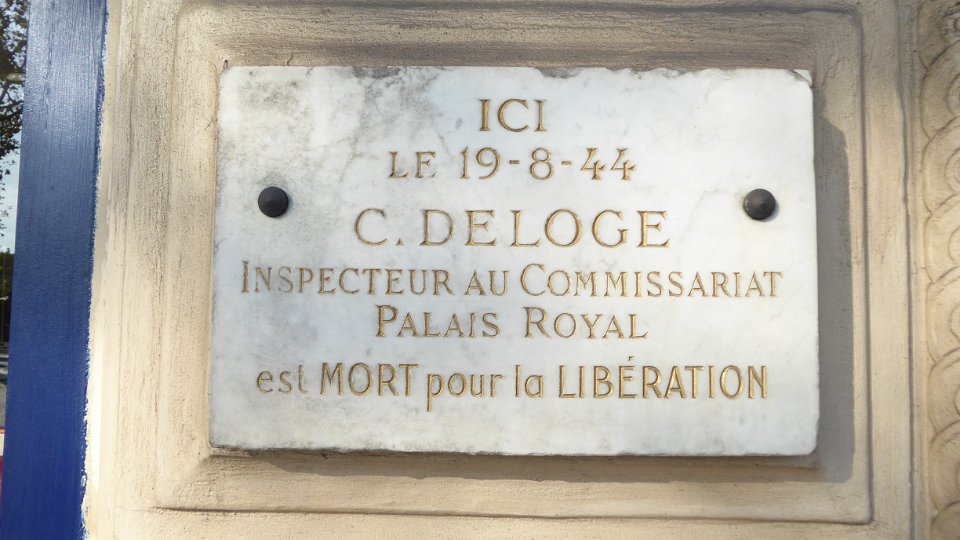 ICI
LE 19-8-44
C. DELOGE
INSPECTEUR AU COMMISSARIAT
PALAIS ROYAL
est MORT pour la LIBÉRATION